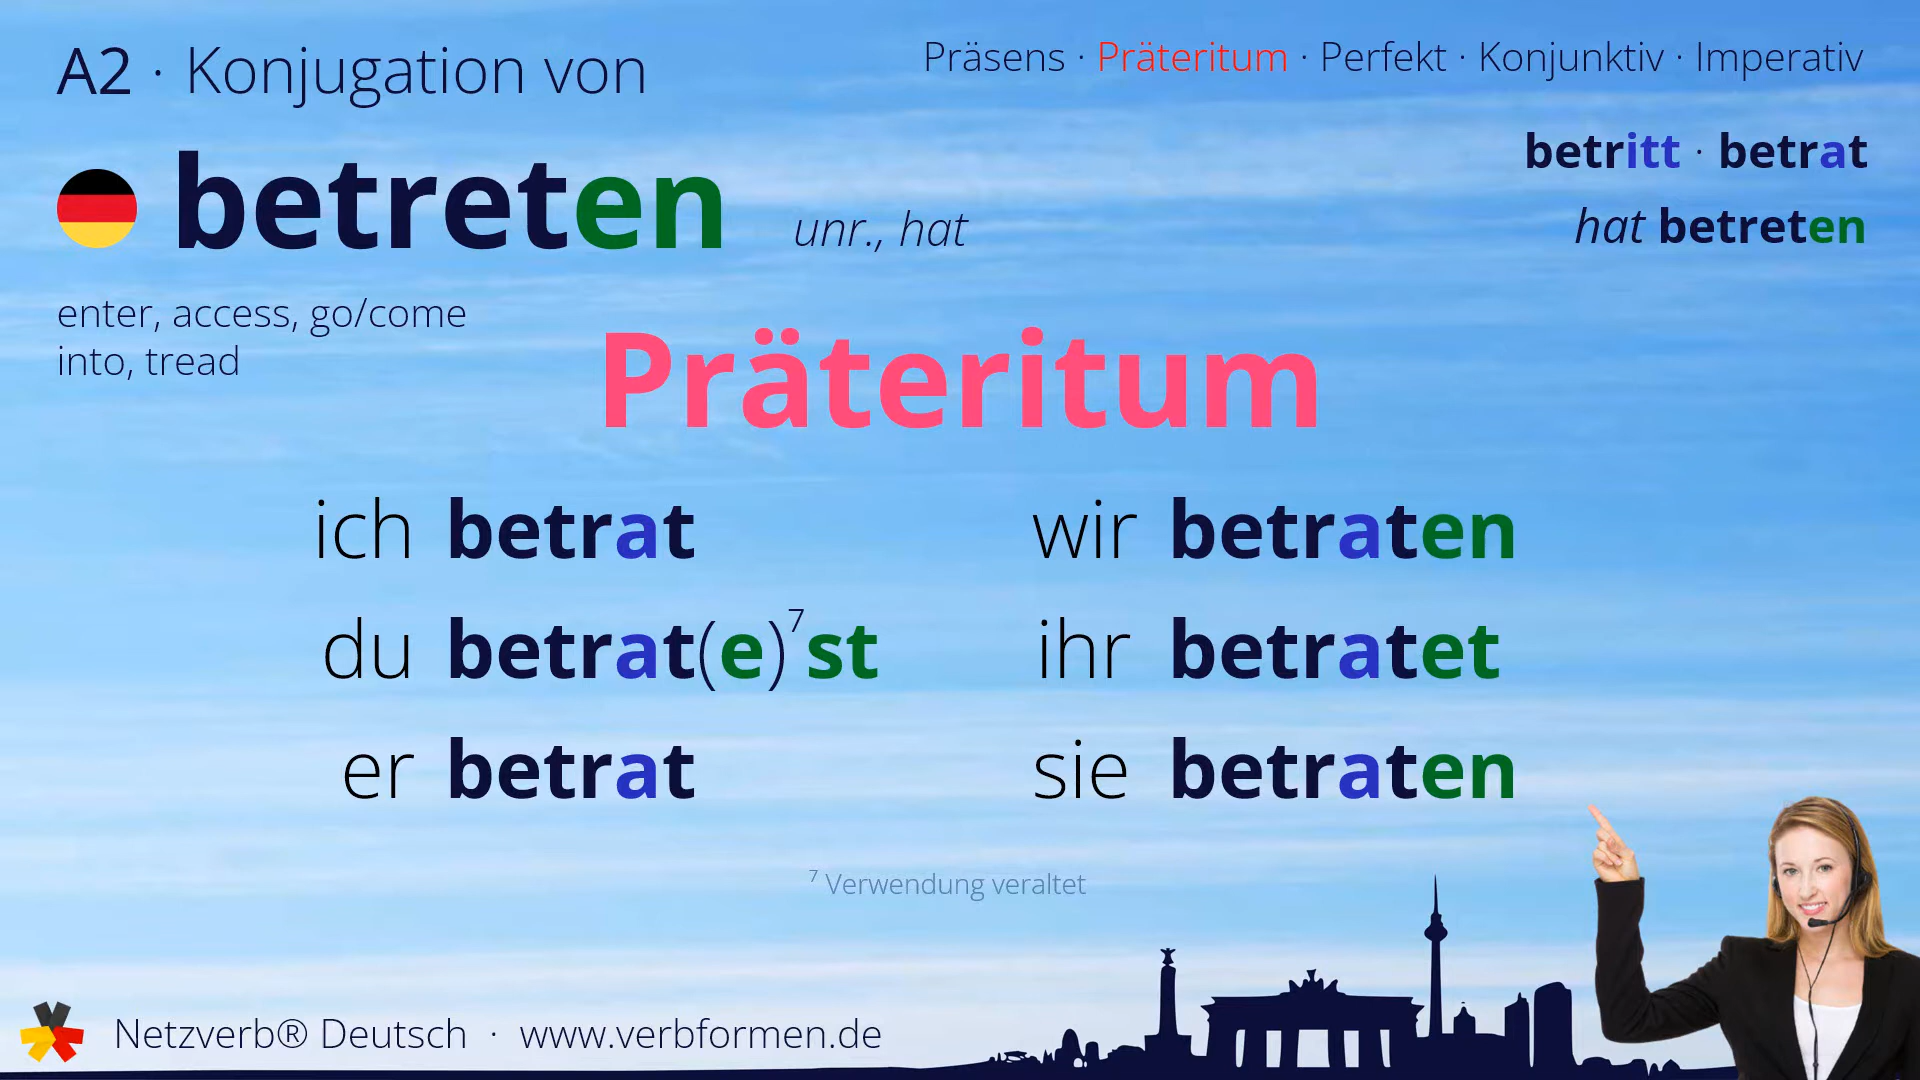 A2 · Konjugation von
Präsens · Präteritum · Perfekt · Konjunktiv · Imperativ
betreten unr., hat
betritt · betrat
hat betreten
enter, access, go/come
into, tread
Präteritum
ich betrat
wir betraten
du betrat(e)⁷st
ihr betratet
er betrat
sie betraten
⁷ Verwendung veraltet
Netzverb® Deutsch · www.verbformen.de